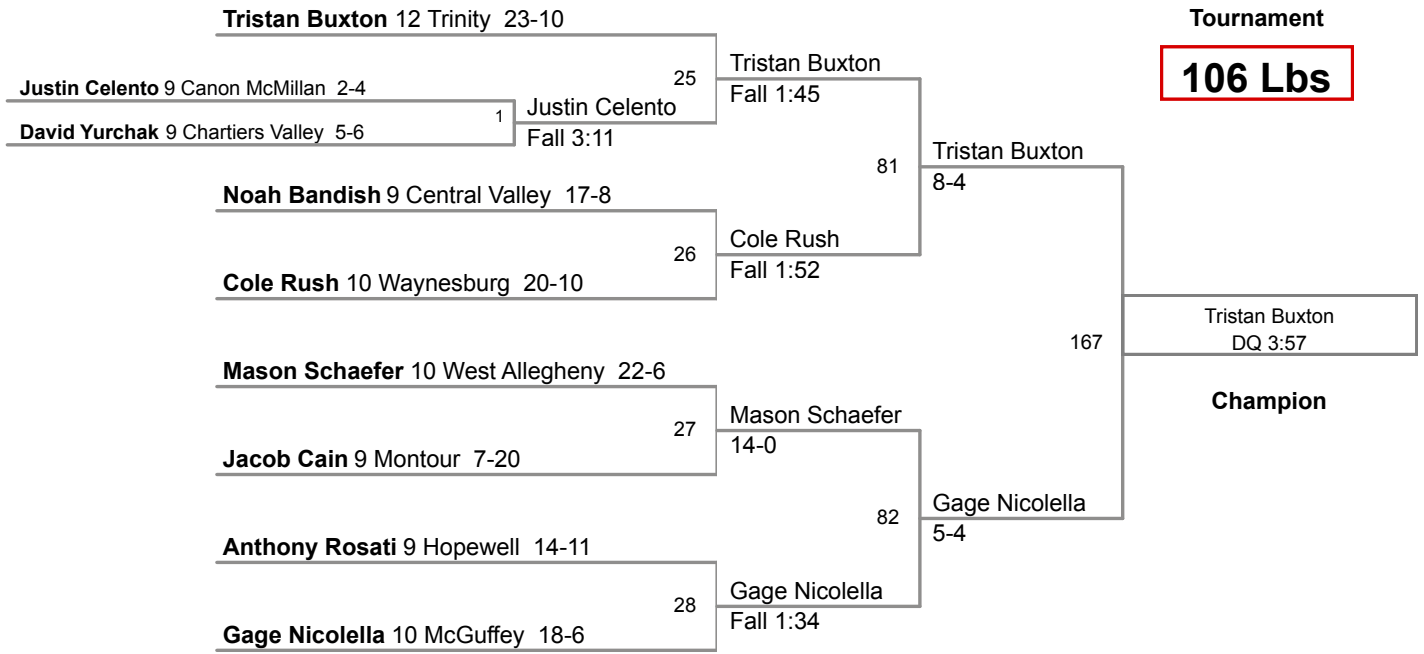 Tristan Buxton 12 Trinity 23-10
Tournament
106 Lbs
25
Tristan Buxton
Fall 1:45
Justin Celento 9 Canon McMillan 2-4
1
Justin Celento
Fall 3:11
David Yurchak 9 Chartiers Valley 5-6
81
Tristan Buxton
8-4
Noah Bandish 9 Central Valley 17-8
26
Cole Rush
Fall 1:52
Cole Rush 10 Waynesburg 20-10
167
Tristan Buxton
DQ 3:57
Champion
Mason Schaefer 10 West Allegheny 22-6
27
Mason Schaefer
14-0
Jacob Cain 9 Montour 7-20
82
Gage Nicolella
5-4
Anthony Rosati 9 Hopewell 14-11
28
Gage Nicolella
Fall 1:34
Gage Nicolella 10 McGuffey 18-6